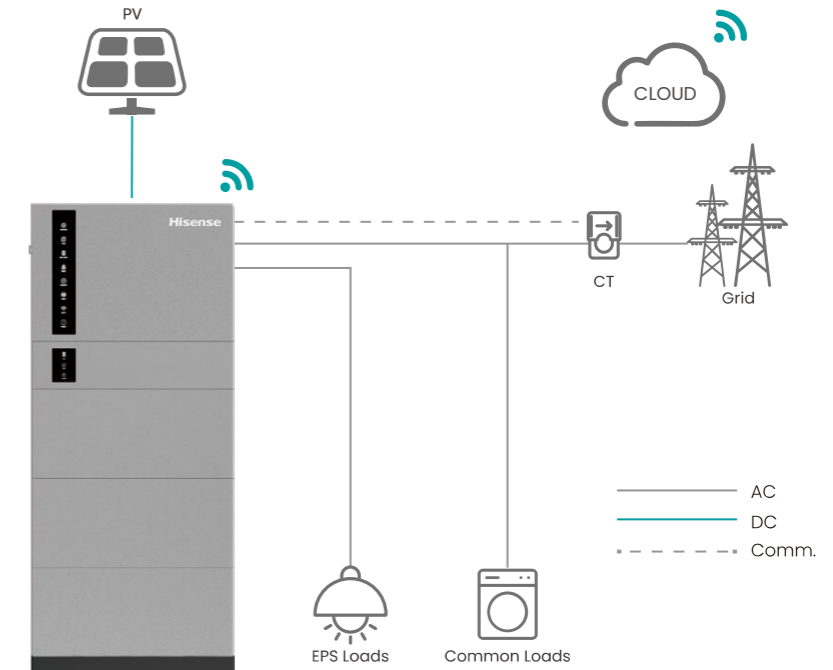 PV
CLOUD
Hisense
CT
Grid
AC
DC
Comm.
EPS Loads
Common Loads